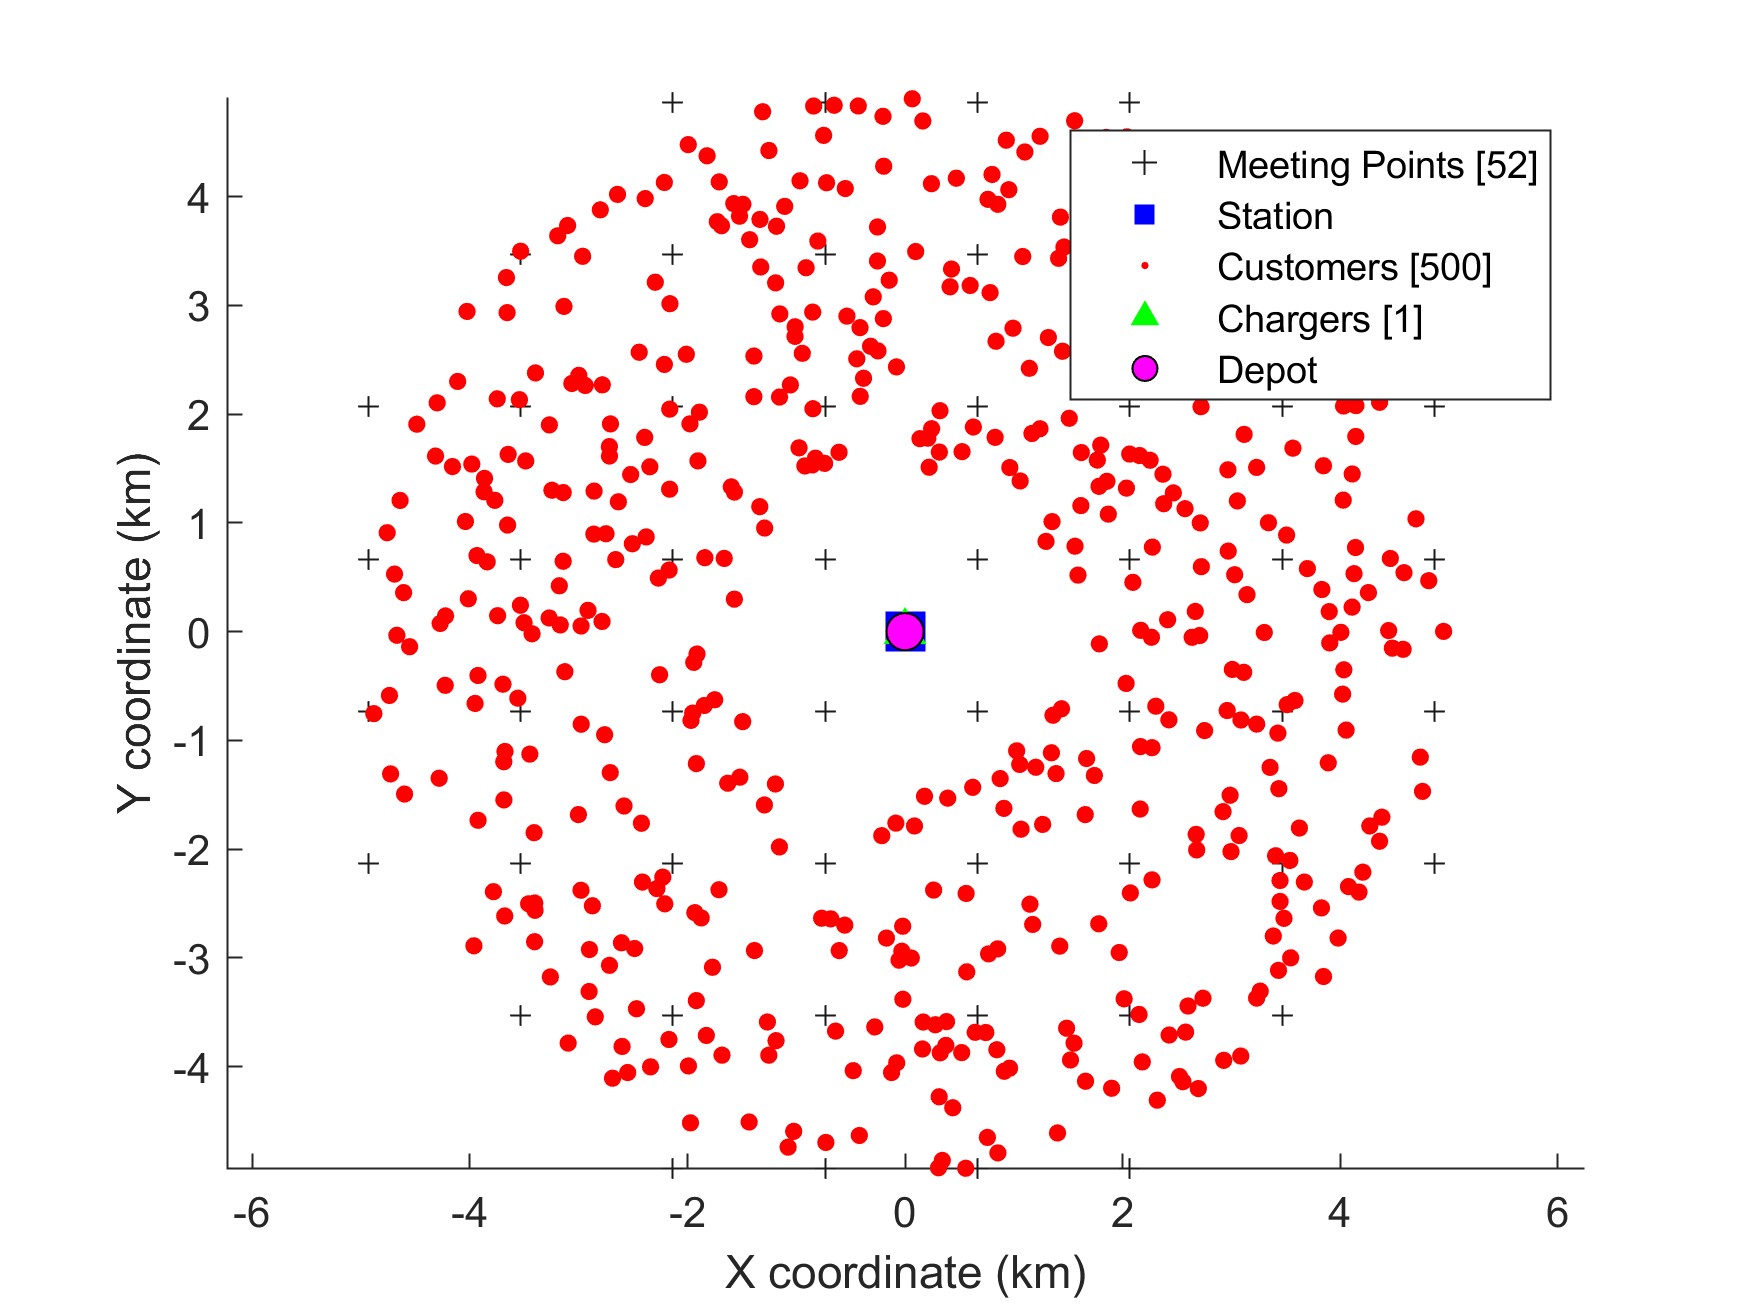 Meeting Points [52]
Station
Customers [500]
Chargers [1]
Depot
4
3
2
1
0
-1
-2
-3
-4
Y coordinate (km)
-6 -4 -2 0 2 4 6
X coordinate (km)